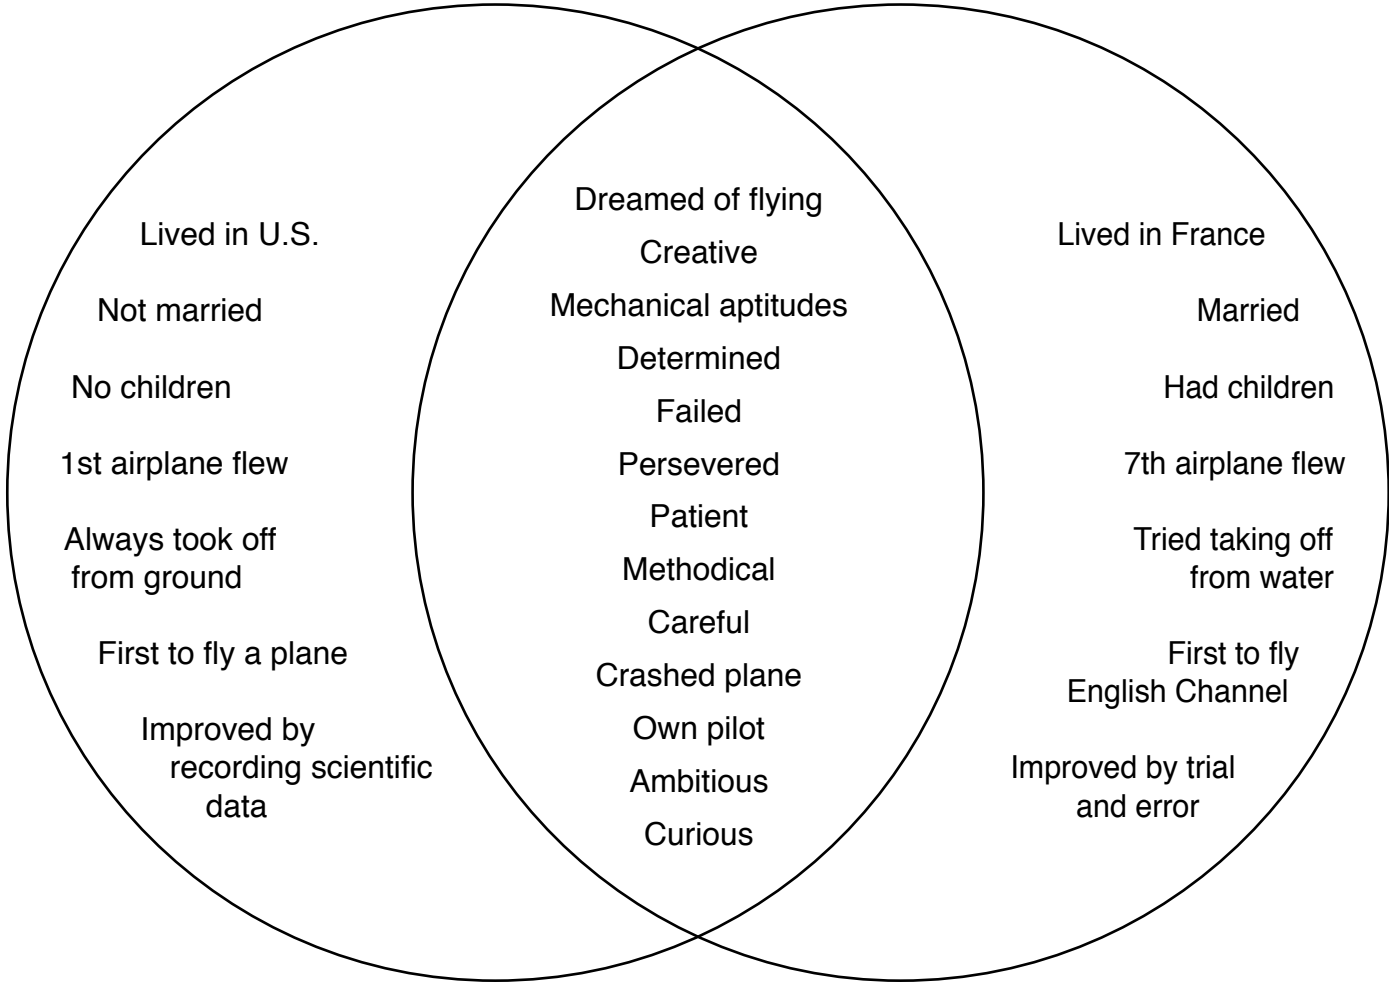 Lived in U.S.
Not married
No children
1st airplane flew
Always took off
from ground
First to fly a plane
Improved by
recording scientific
data
Dreamed of flying
Creative
Mechanical aptitudes
Determined
Failed
Persevered
Patient
Methodical
Careful
Crashed plane
Own pilot
Ambitious
Curious
Lived in France
Married
Had children
7th airplane flew
Tried taking off
from water
First to fly
English Channel
Improved by trial
and error